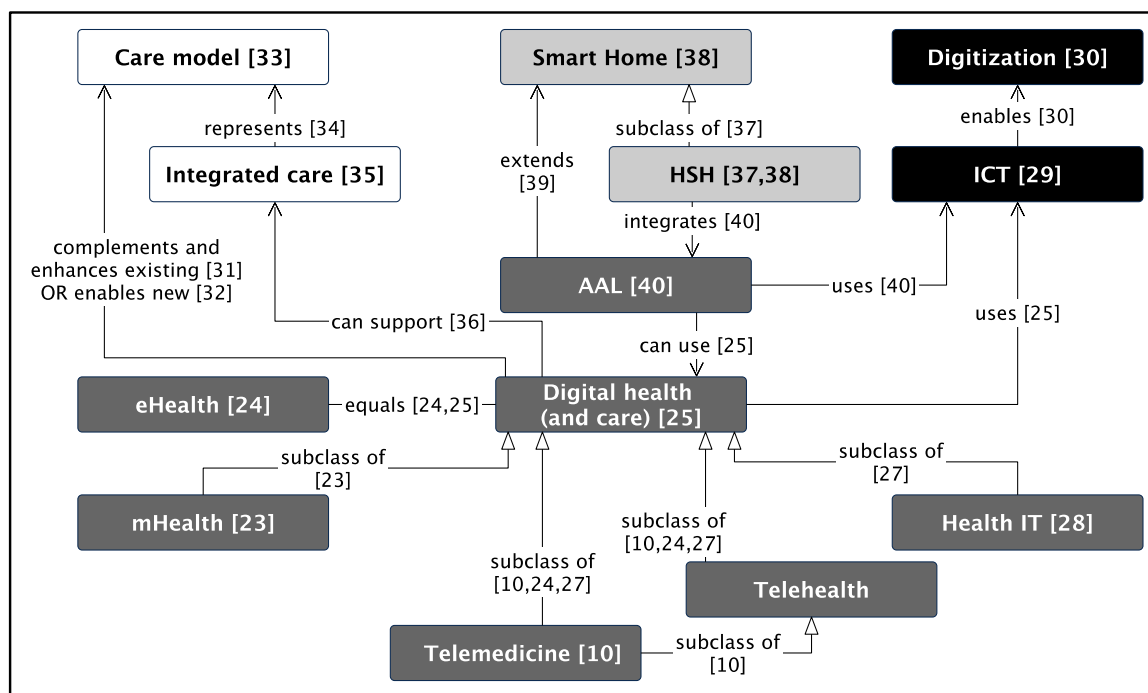 Care model [33]
Smart Home [38]
Digitization [30]
represents [34]
subclass of [37]
enables [30]
extends
[39]
Integrated care [35]
HSH [37,38]
ICT [29]
integrates [40]
complements and
enhances existing [31]
OR enables new [32]
AAL [40]
uses [40]
can support [36]
uses [25]
can use [25]
eHealth [24]
equals [24,25]
Digital health
(and care) [25]
subclass of
[23]
subclass of
[27]
mHealth [23]
Health IT [28]
subclass of
[10,24,27]
subclass of
[10,24,27]
Telehealth
Telemedicine [10]
subclass of
[10]